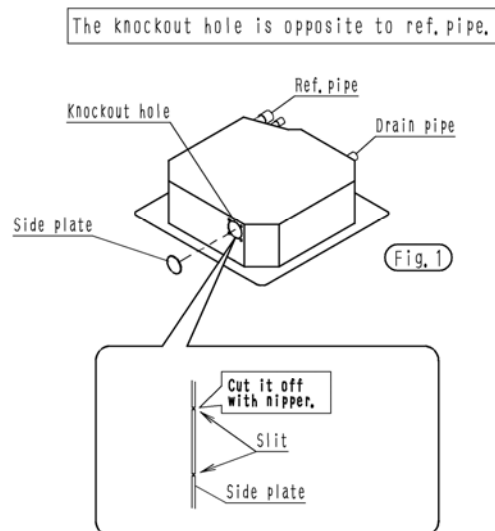 The knockout hole is opposite to ref. pipe.
Ref. pipe
Knockout hole
Drain pipe
Side plate
Fig. 1
Cut it off
with nipper.
Slit
Side plate